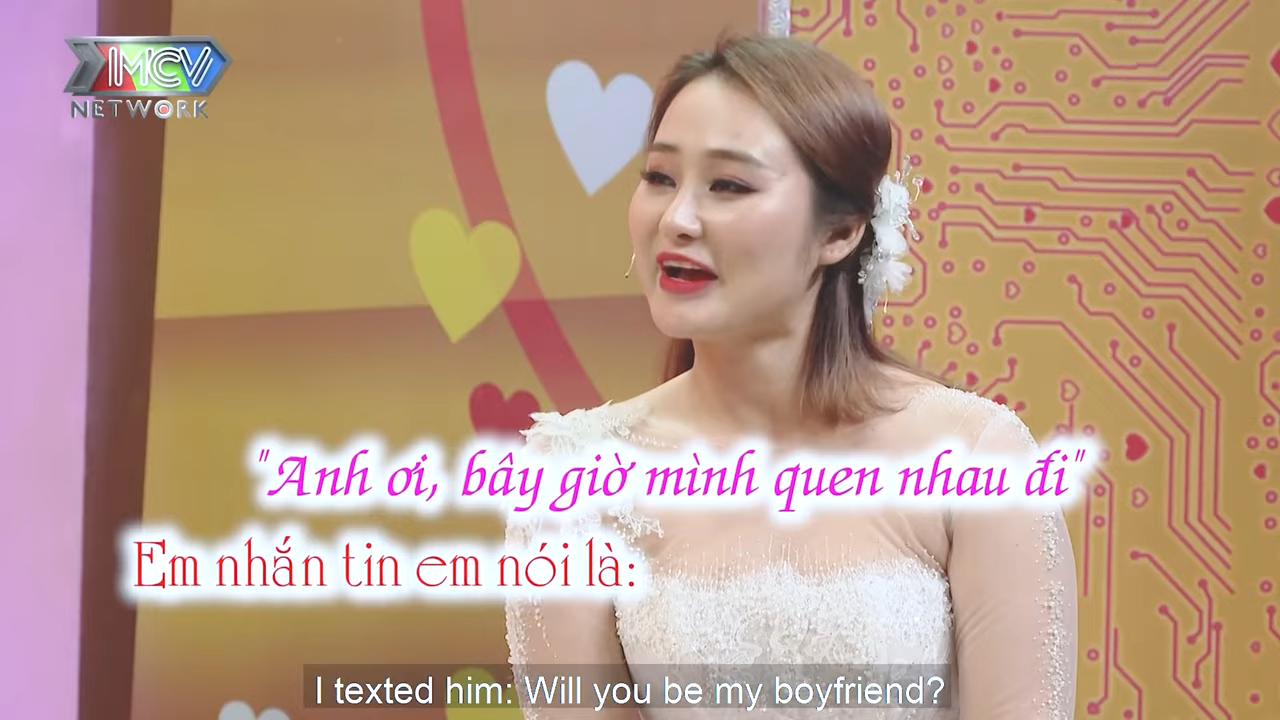 MCV
NETWORK
"Anh ơi, bây giờ mình quen nhau đi"
Em nhắn tin em nói là:
I texted him: Will you be my boyfriend?